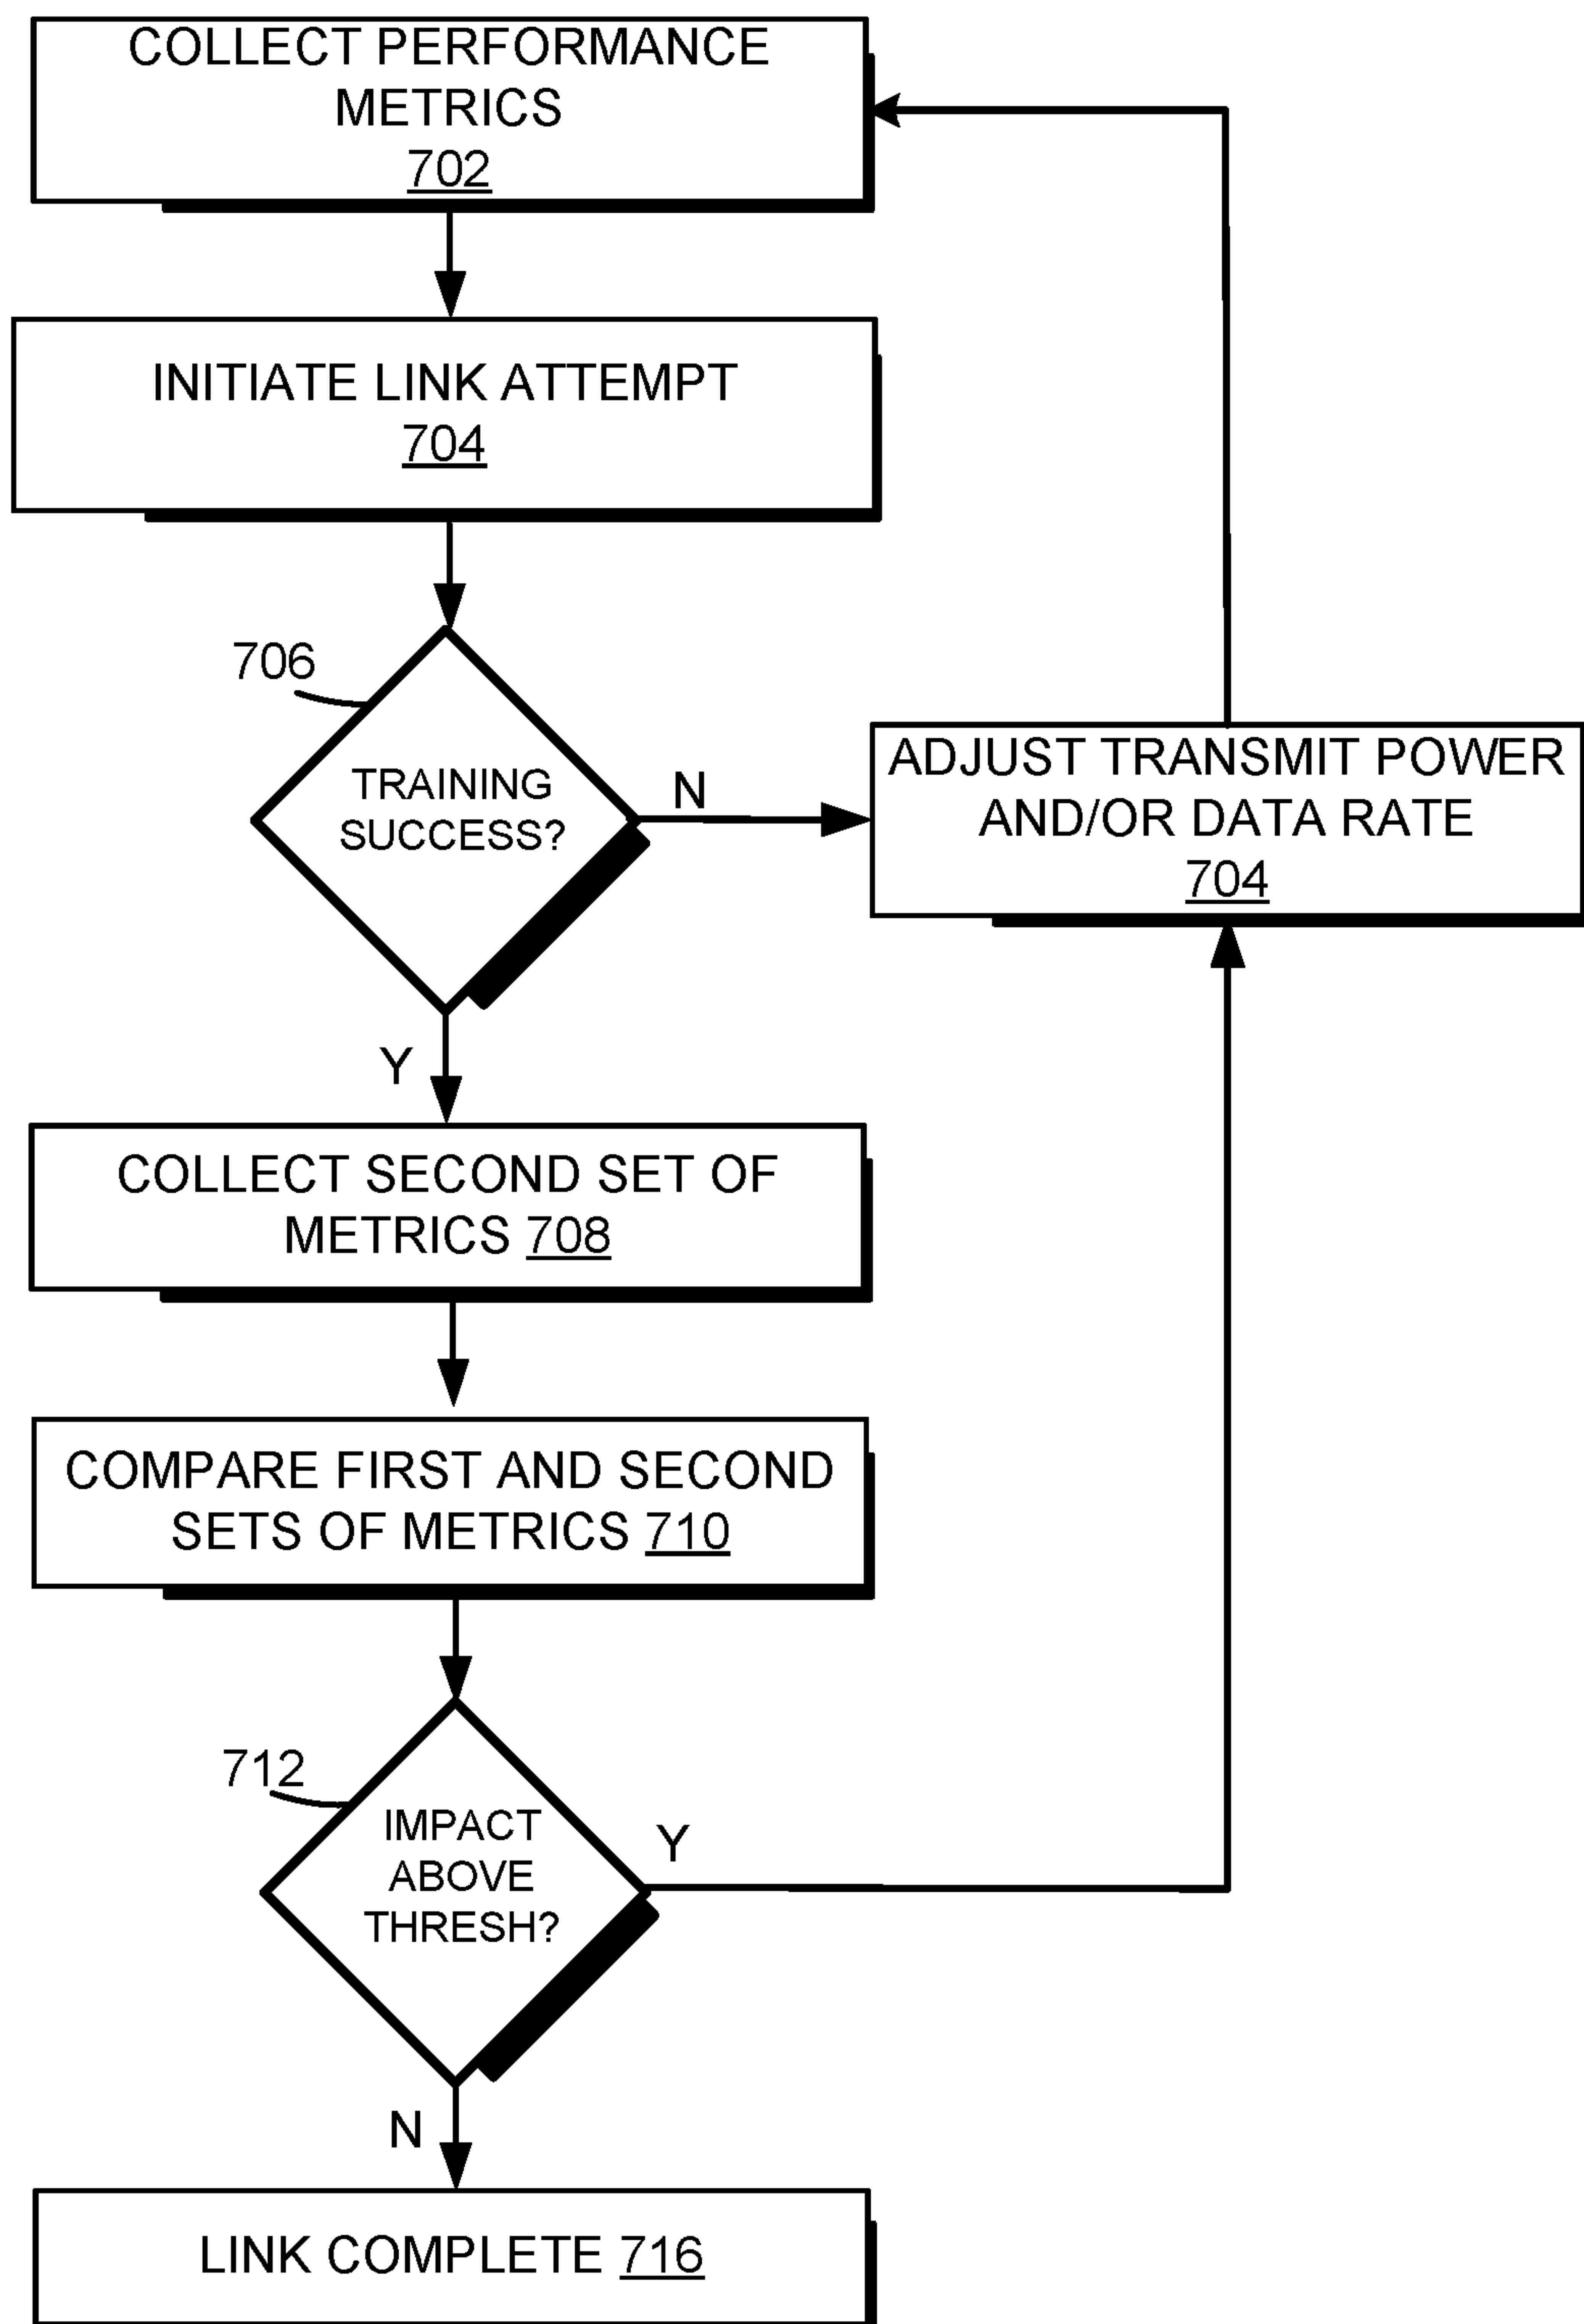 COLLECT PERFORMANCE
METRICS
702
INITIATE LINK ATTEMPT
704
706
TRAINING
SUCCESS?
N
ADJUST TRANSMIT POWER
AND/OR DATA RATE
704
Y
COLLECT SECOND SET OF
METRICS 708
COMPARE FIRST AND SECOND
SETS OF METRICS 710
712
IMPACT
ABOVE
THRESH?
Y
N
LINK COMPLETE 716